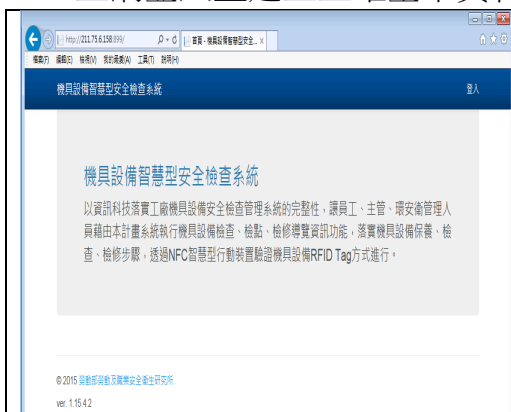 http://211.75.6.158:899/
首頁 - 機具設備智慧型安全...
檔案(F) 編輯(E) 檢視(V) 我的最愛(A) 工具(T) 說明(H)
機具設備智慧型安全檢查系統 登入
機具設備智慧型安全檢查系統
以資訊科技落實工廠機具設備安全檢查管理系統的完整性，讓員工、主管、環安衛管理人
員藉由本計畫系統執行機具設備檢查、檢點、檢修導覽資訊功能，落實機具設備保養、檢
查、檢修步驟，透過NFC智慧型行動裝置驗證機具設備RFID Tag方式進行。
© 2015 勞動部勞動及職業安全衛生研究所
ver. 1.15.4.2